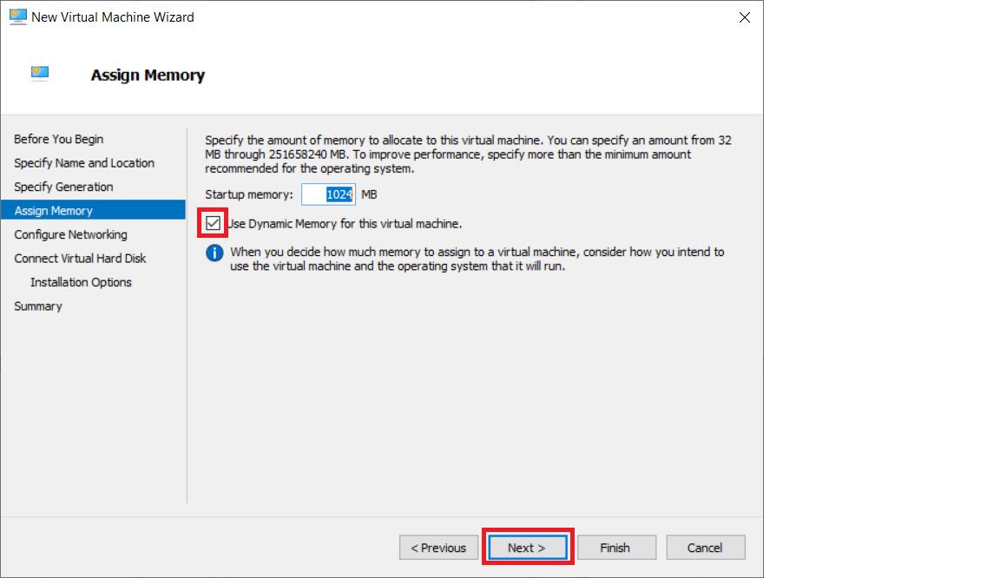 New Virtual Machine Wizard
Assign Memory
Before You Begin
Specify Name and Location
Specify Generation
Assign Memory
Configure Networking
Connect Virtual Hard Disk
Installation Options
Summary
Specify the amount of memory to allocate to this virtual machine. You can specify an amount from 32
MB through 251658240 MB. To improve performance, specify more than the minimum amount
recommended for the operating system.
Startup memory: 1024 MB
Use Dynamic Memory for this virtual machine.
When you decide how much memory to assign to a virtual machine, consider how you intend to
use the virtual machine and the operating system that it will run.
< Previous Next > Finish Cancel